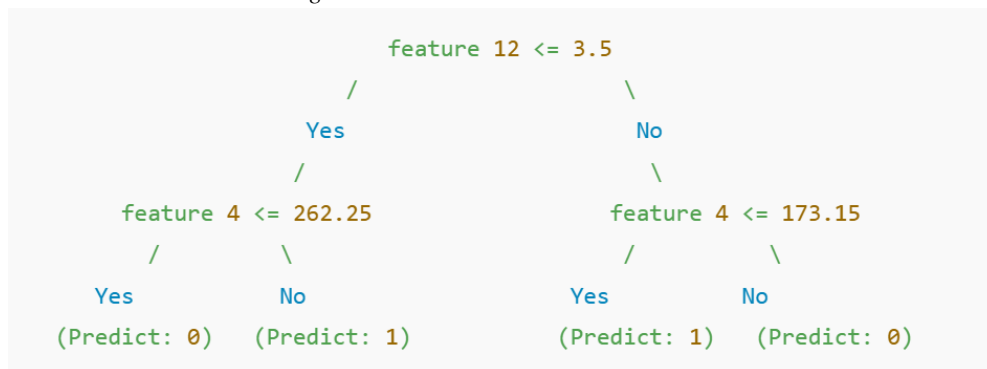 feature 12 <= 3.5
/ \
Yes No
/ \
feature 4 <= 262.25 feature 4 <= 173.15
/ \ / \
Yes No Yes No
(Predict: 0) (Predict: 1) (Predict: 1) (Predict: 0)